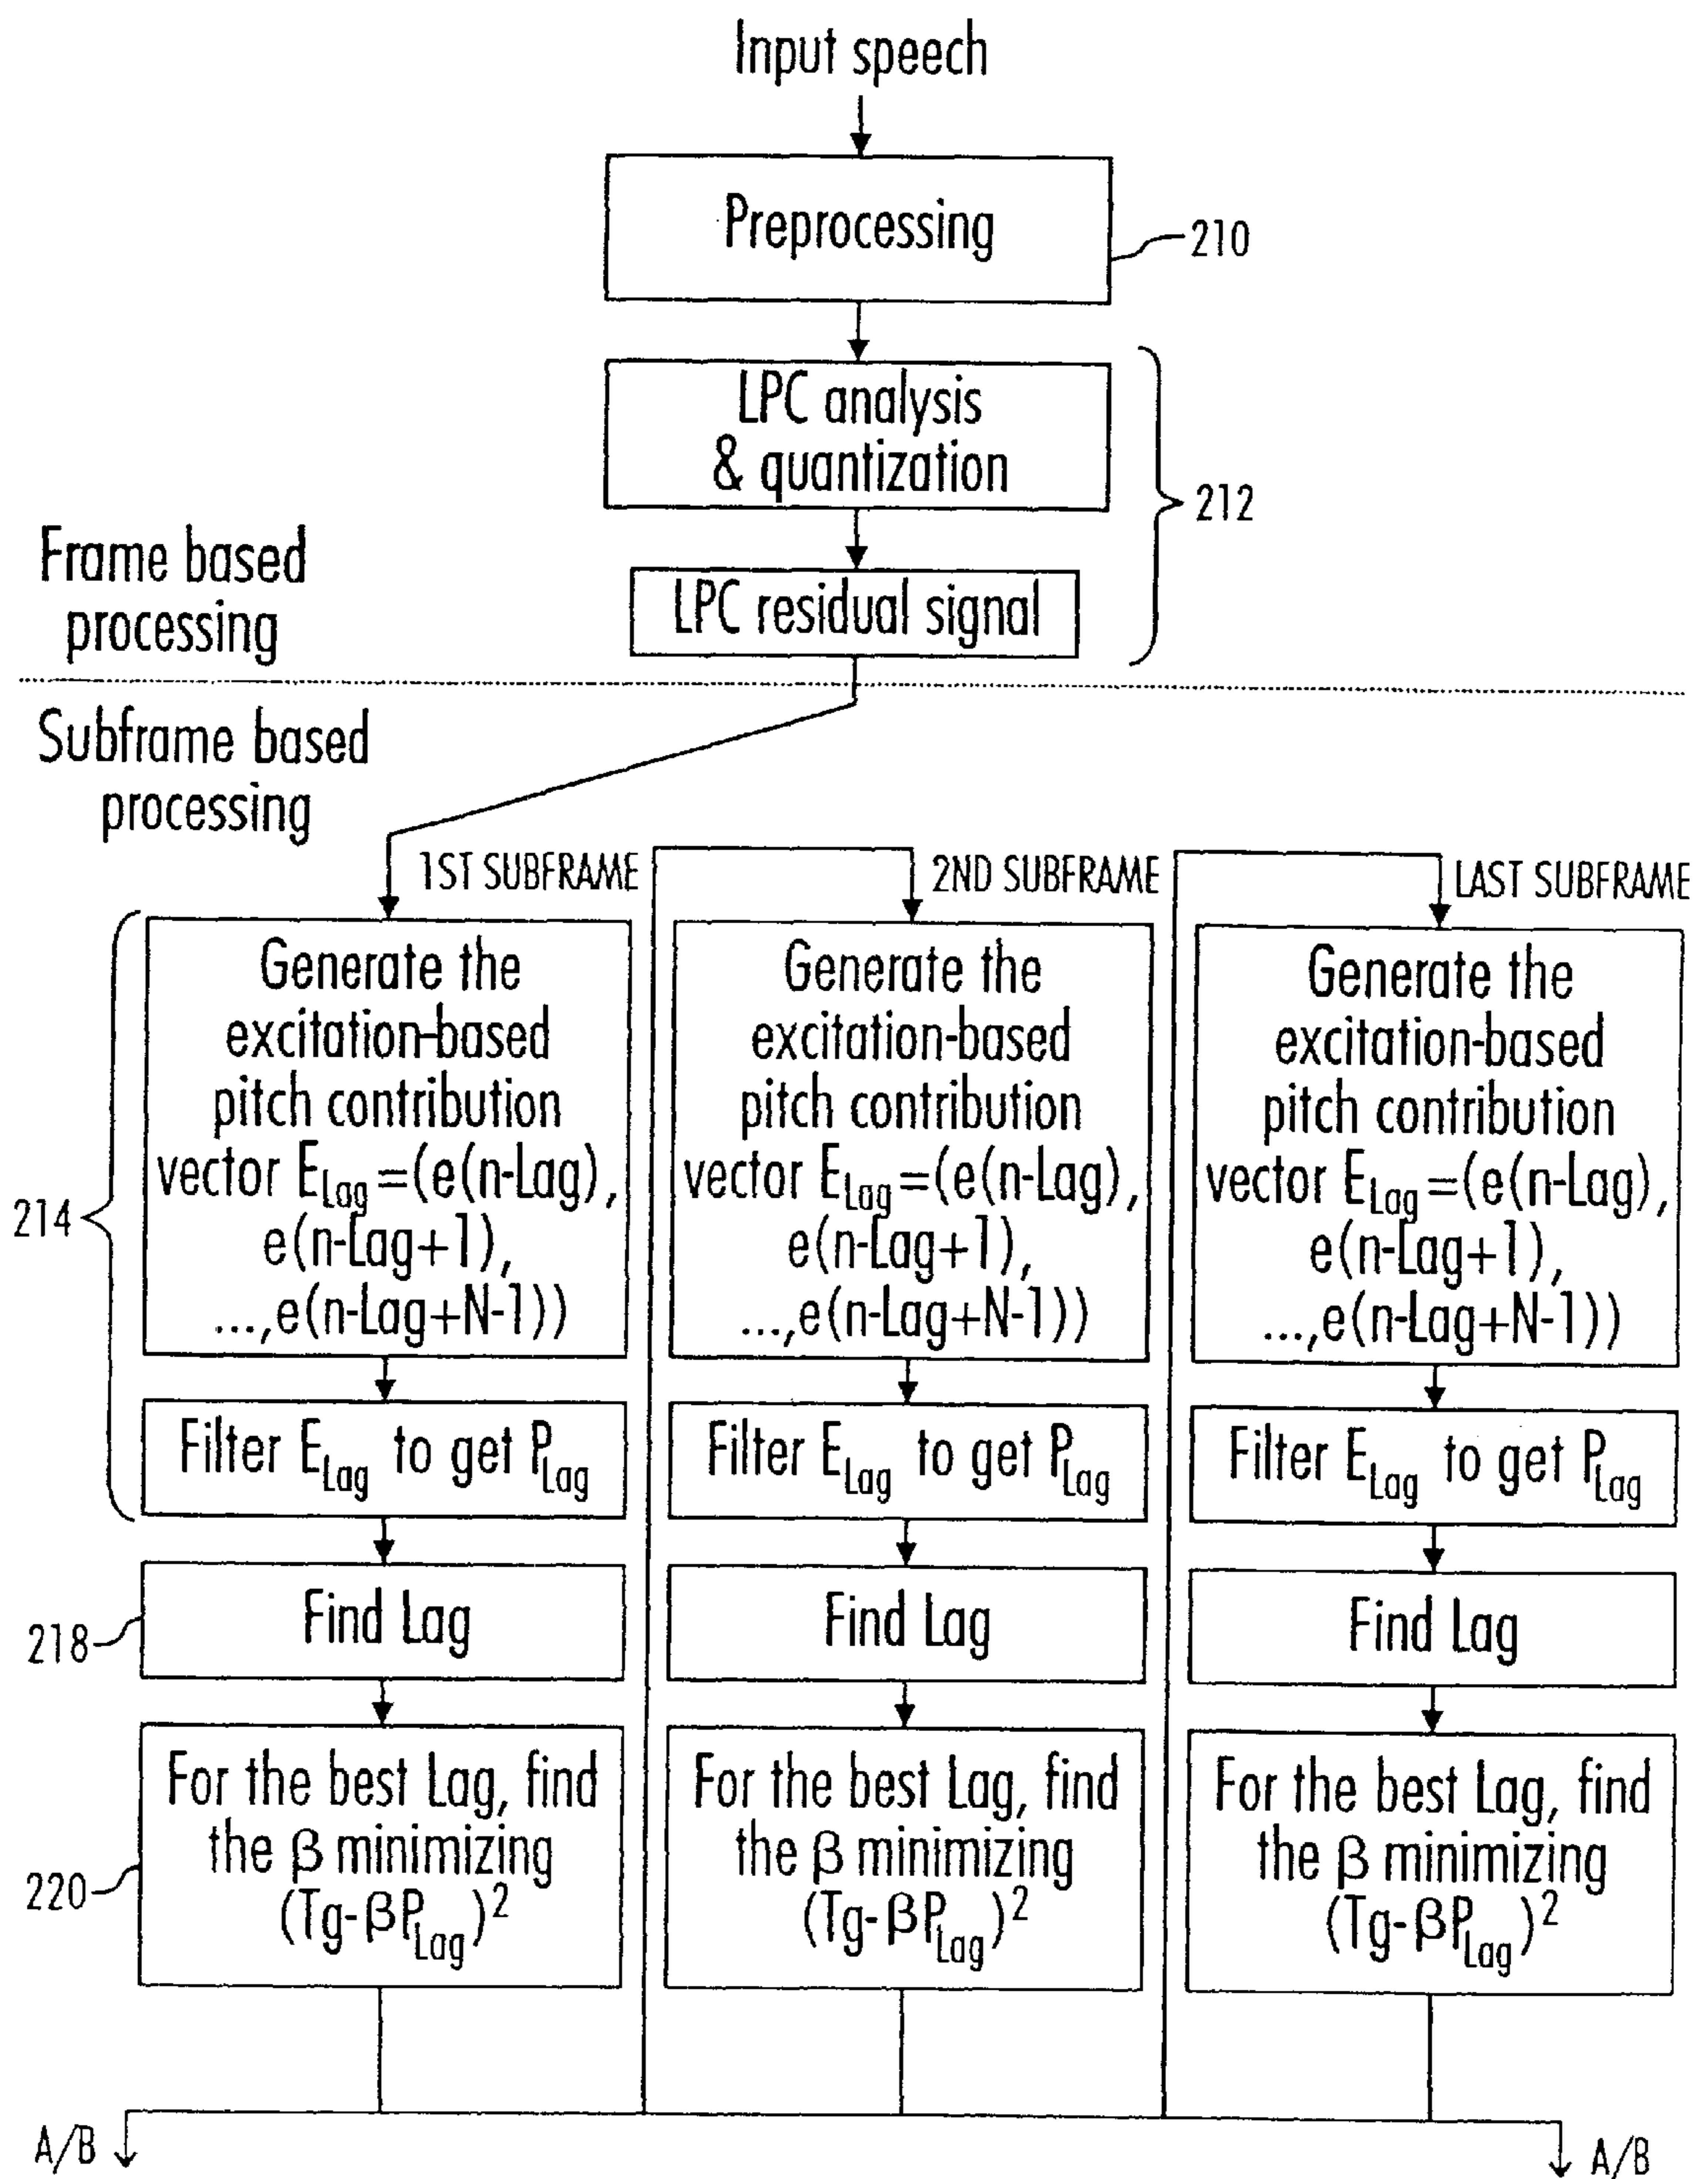 Input speech
Preprocessing
210
LPC analysis
& quantization
212
LPC residual signal
Frame based
processing
Subframe based
processing
1ST SUBFRAME
2ND SUBFRAME
LAST SUBFRAME
Generate the
excitation-based
pitch contribution
vector E_Lag=(e(n-Lag),
e(n-Lag+1),
...,e(n-Lag+N-1))
Filter E_Lag to get P_Lag
214
Find Lag
218
For the best Lag, find
the β minimizing
(Tg-βP_Lag)²
220
Generate the
excitation-based
pitch contribution
vector E_Lag=(e(n-Lag),
e(n-Lag+1),
...,e(n-Lag+N-1))
Filter E_Lag to get P_Lag
Find Lag
For the best Lag, find
the β minimizing
(Tg-βP_Lag)²
Generate the
excitation-based
pitch contribution
vector E_Lag=(e(n-Lag),
e(n-Lag+1),
...,e(n-Lag+N-1))
Filter E_Lag to get P_Lag
Find Lag
For the best Lag, find
the β minimizing
(Tg-βP_Lag)²
A/B
A/B